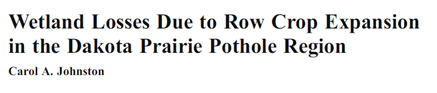 Wetland Losses Due to Row Crop Expansion
in the Dakota Prairie Pothole Region
Carol A. Johnston